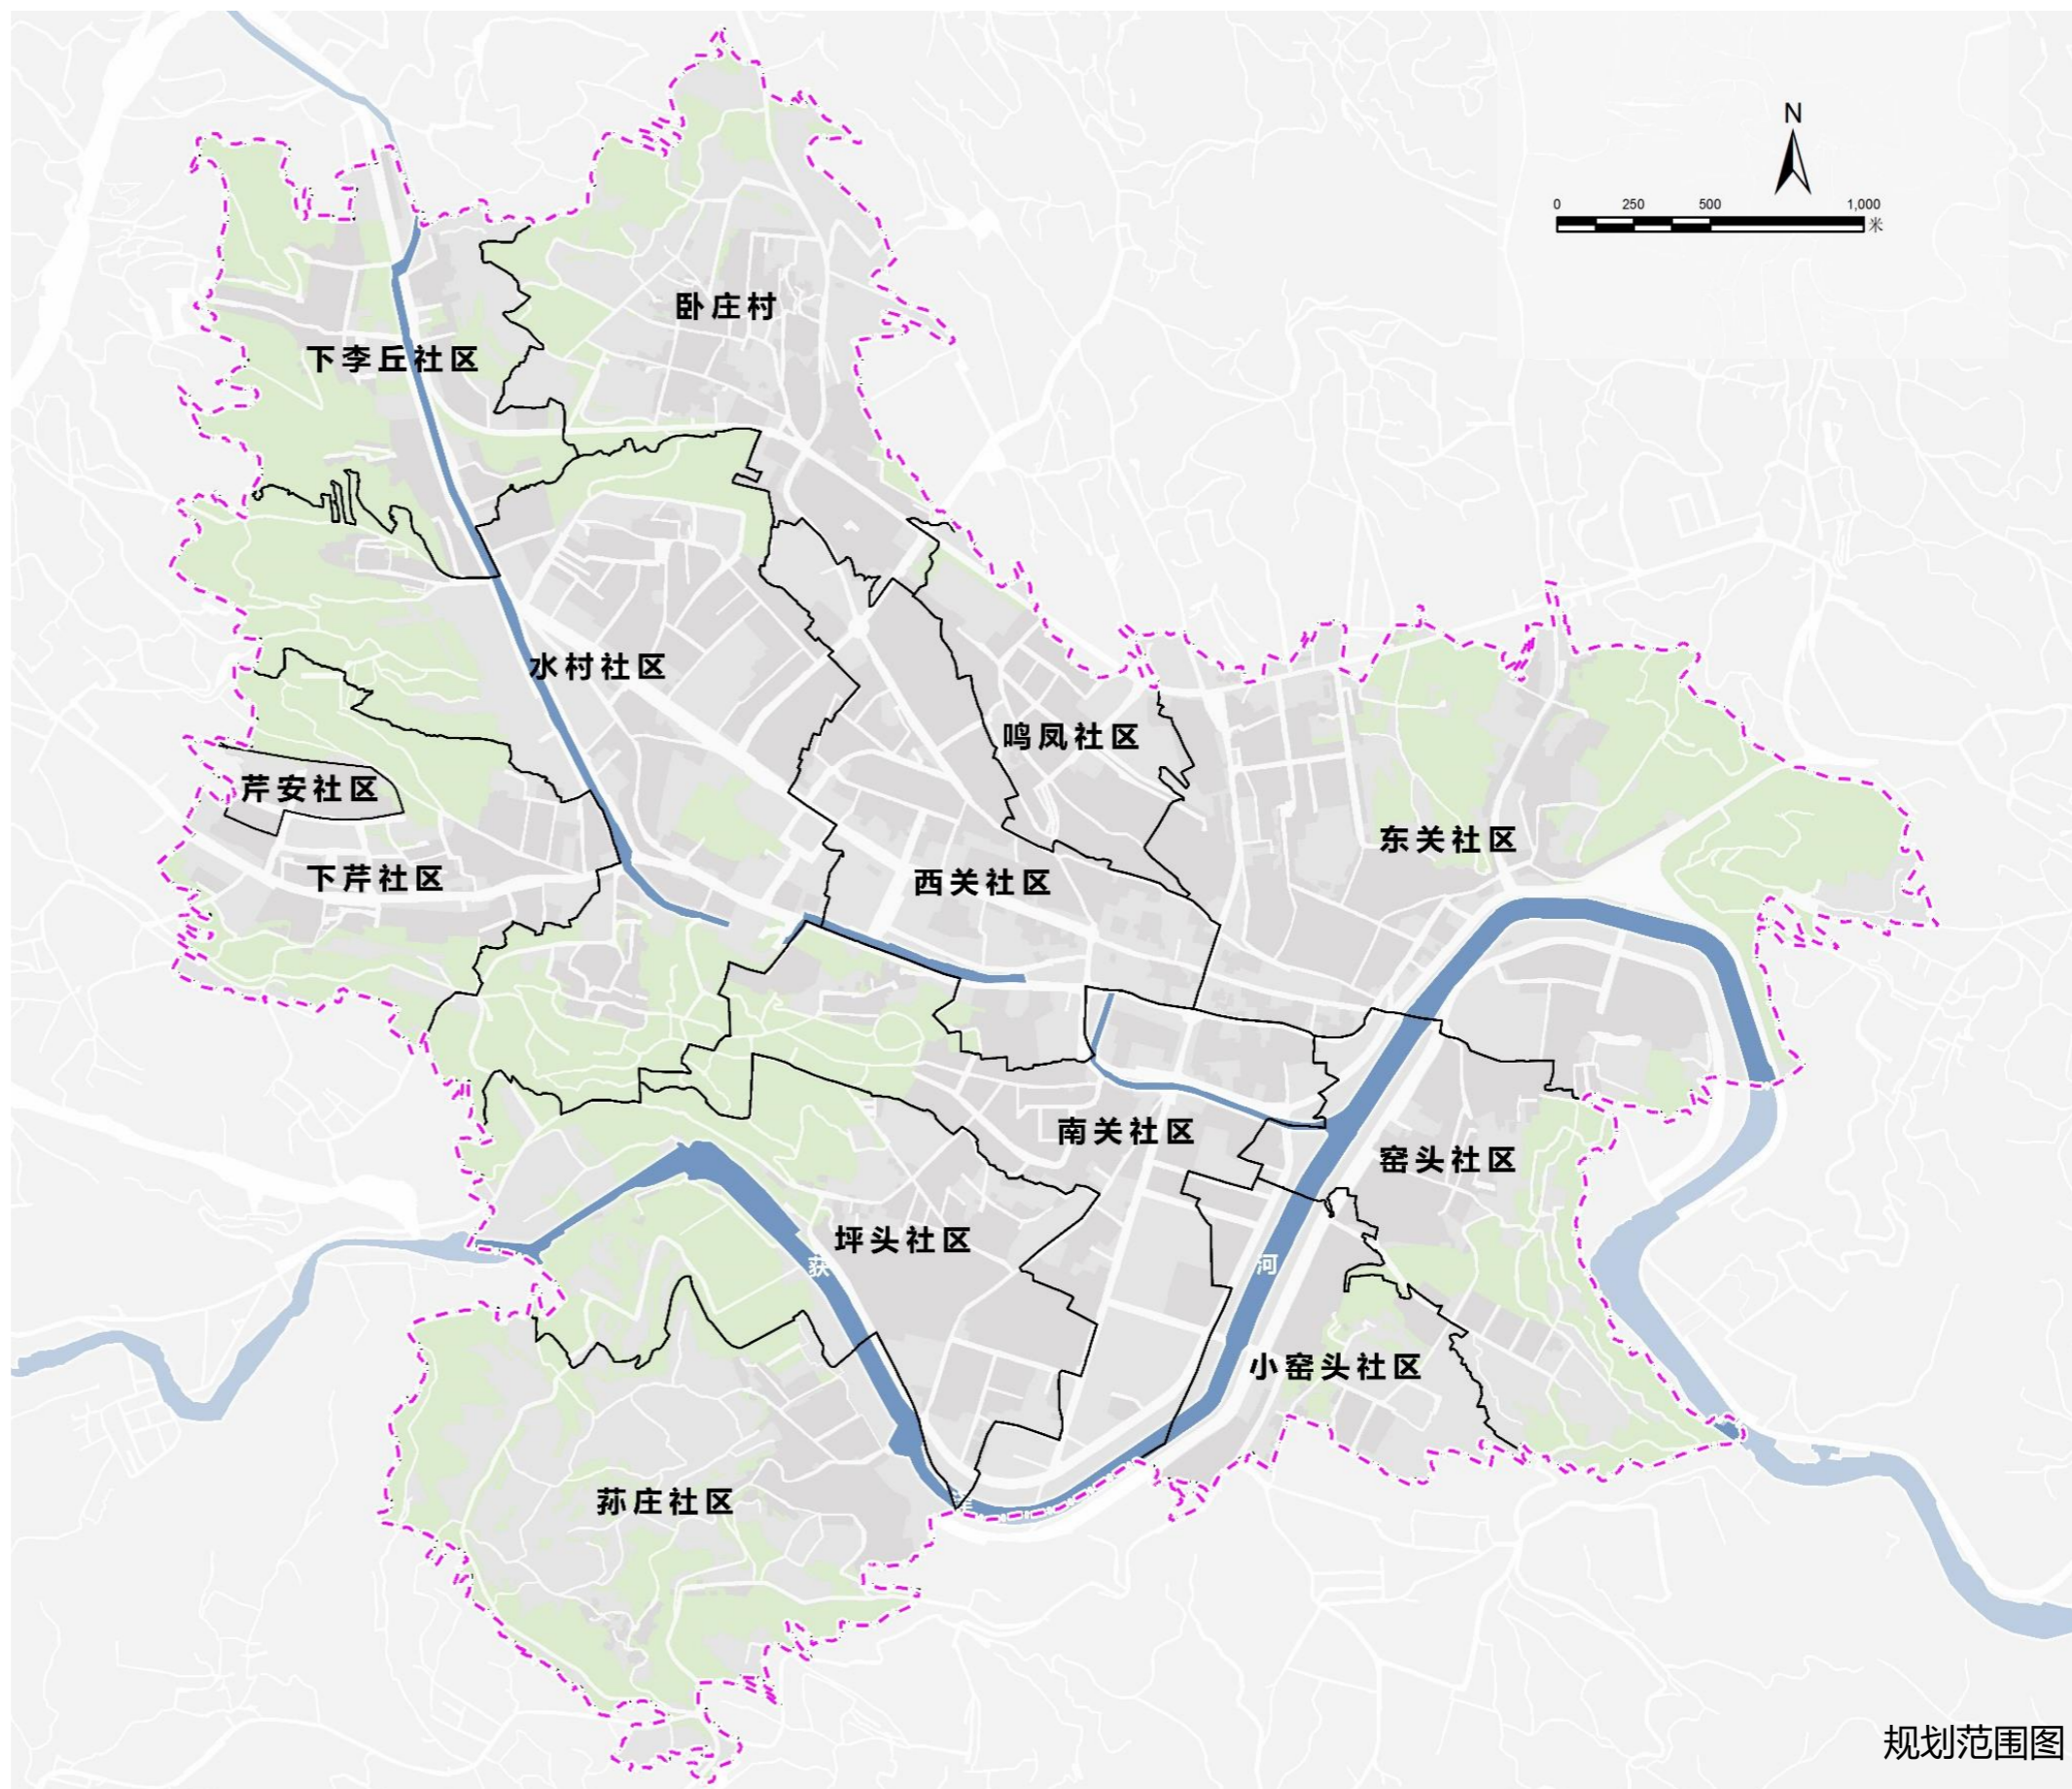 N
0 250 500 1,000
米
卧庄村
下李丘社区
水村社区
鸣凤社区
芹安社区
东关社区
下芹社区
西关社区
南关社区
窑头社区
坪头社区
获
河
小窑头社区
荪庄社区
规划范围图